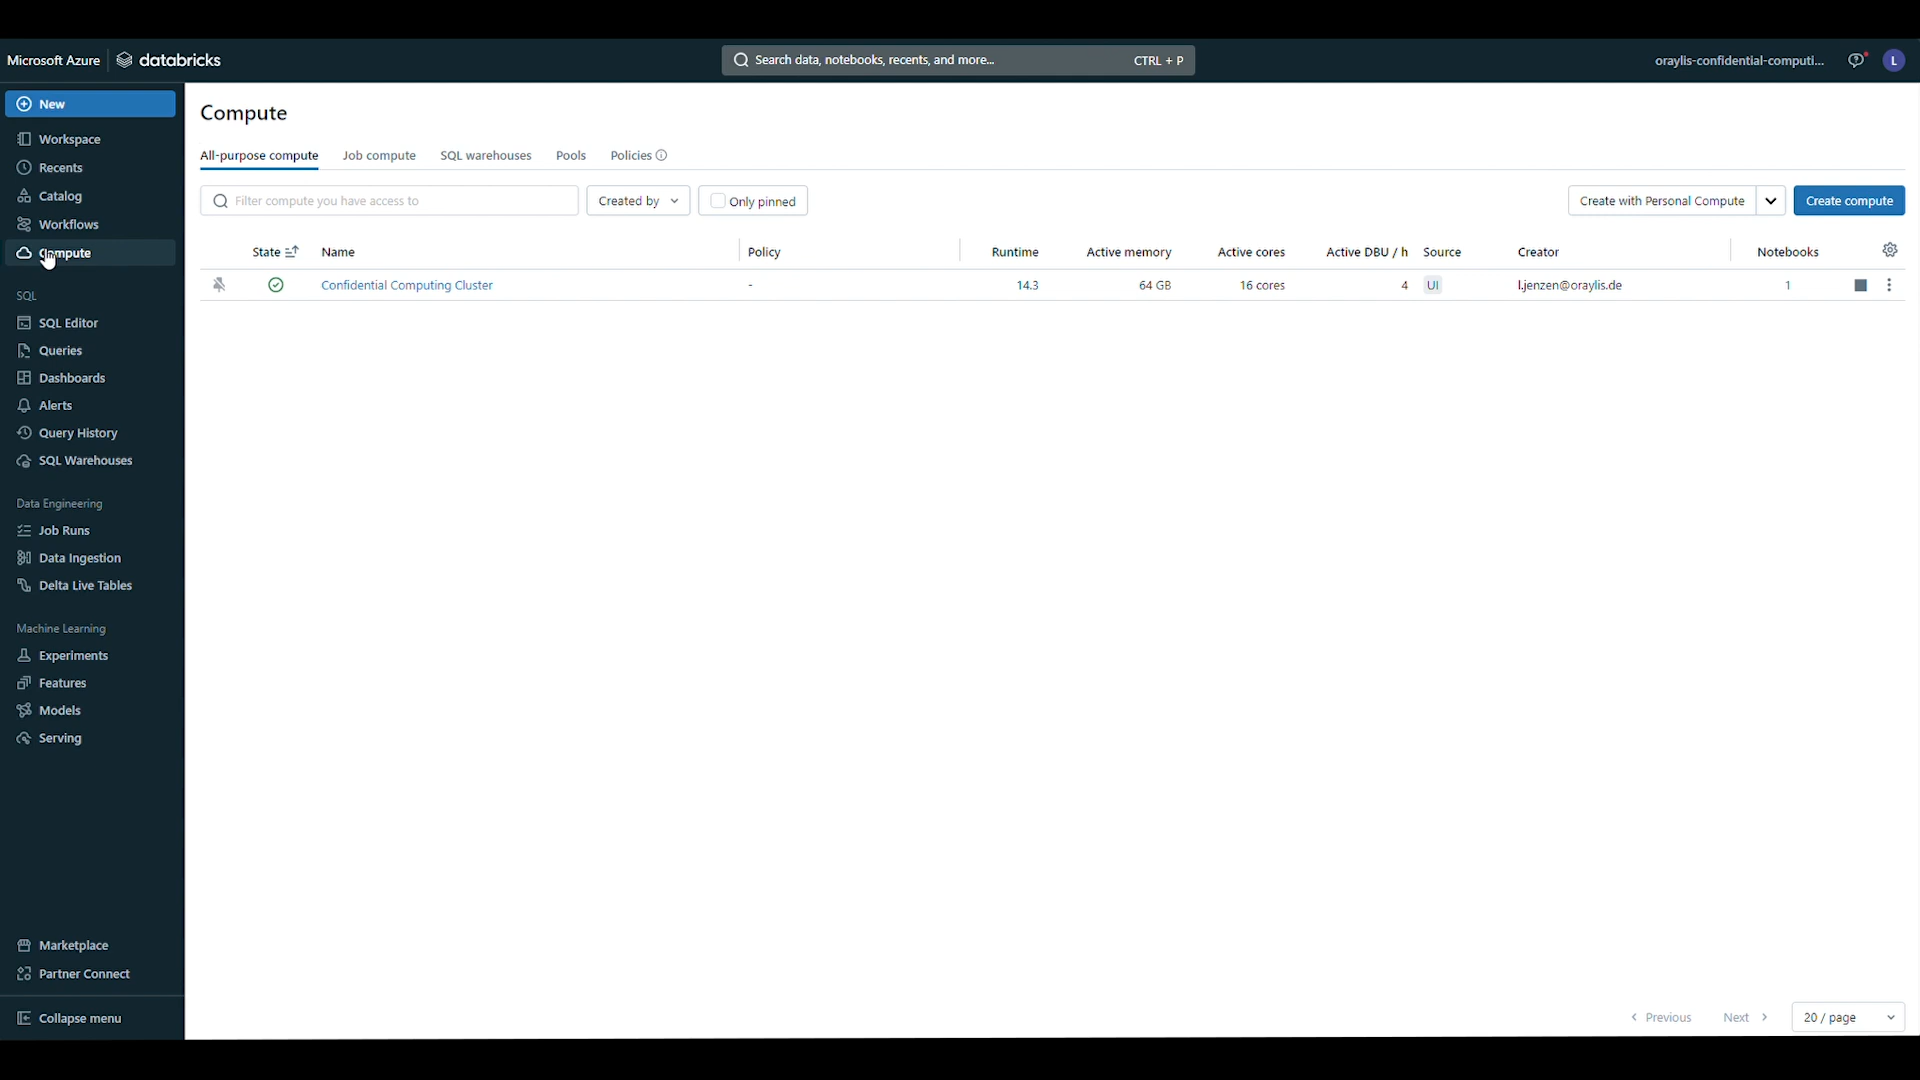 Microsoft Azure databricks Search data, notebooks, recents, and more... CTRL + P oraylis-confidential-computi... L
New
Workspace
Recents
Catalog
Workflows
Compute
SQL
SQL Editor
Queries
Dashboards
Alerts
Query History
SQL Warehouses
Data Engineering
Job Runs
Data Ingestion
Delta Live Tables
Machine Learning
Experiments
Features
Models
Serving
Marketplace
Partner Connect
Collapse menu
Compute
All-purpose compute Job compute SQL warehouses Pools Policies
Filter compute you have access to Created by Only pinned Create with Personal Compute Create compute
State Name Policy Runtime Active memory Active cores Active DBU / h Source Creator Notebooks
Confidential Computing Cluster - 14.3 64 GB 16 cores 4 UI l.jenzen@oraylis.de 1
Previous Next 20 / page